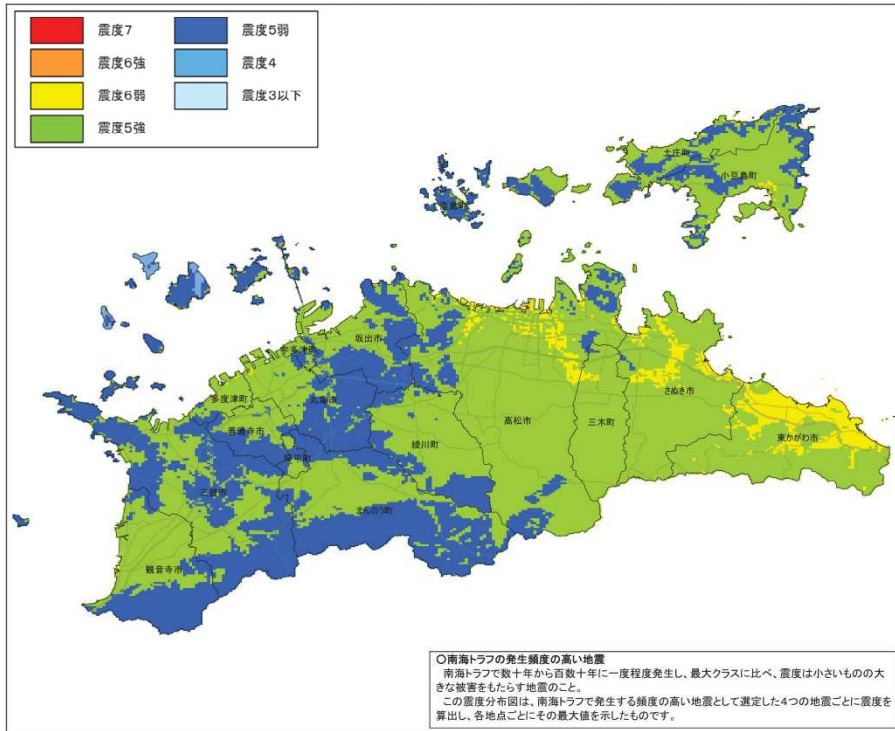 震度7
震度6強
震度6弱
震度5強
震度5弱
震度4
震度3以下
土庄町
小豆島町
直島町
坂出市
宇多津町
多度津町
丸亀市
善通寺市
琴平町
綾川町
高松市
三木町
さぬき市
東かがわ市
三豊市
まんのう町
観音寺市
○南海トラフの発生頻度の高い地震
南海トラフで数十年から百数十年に一度程度発生し、最大クラスに比べ、震度は小さいものの大
きな被害をもたらす地震のこと。
この震度分布図は、南海トラフで発生する頻度の高い地震として選定した4つの地震ごとに震度を
算出し、各地点ごとにその最大値を示したものです。